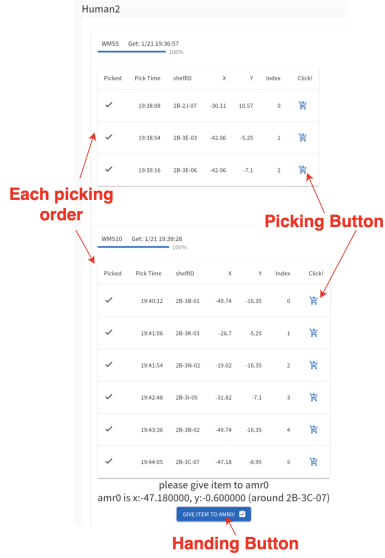 Human2
WMS5 Get: 1/21 19:36:57
100%
Picked Pick Time shelfID X Y Index Click!
19:38:08 2B-2J-07 -30.11 10.57 0
19:38:54 2B-3E-03 -42.06 -5.25 1
19:39:16 2B-3E-06 -42.06 -7.1 2
Each picking
order
Picking Button
WMS10 Get: 1/21 19:39:28
100%
Picked Pick Time shelfID X Y Index Click!
19:40:12 2B-3B-01 -49.74 -16.35 0
19:41:06 2B-3K-03 -26.7 -5.25 1
19:41:54 2B-3N-02 -19.02 -16.35 2
19:42:48 2B-3I-05 -31.82 -7.1 3
19:43:36 2B-3B-02 -49.74 -16.35 4
19:44:05 2B-3C-07 -47.18 -8.95 5
please give item to amr0
amr0 is x:-47.180000, y:-0.600000 (around 2B-3C-07)
GIVE ITEM TO AMR0!
Handing Button